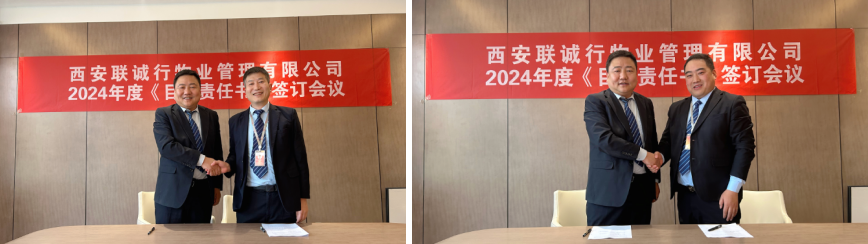 西安联诚行物业管理有限公司
2024年度《目 责任书 签订会议
西安联诚行物业管理有限公司
2024年度《目 责任书 签订会议